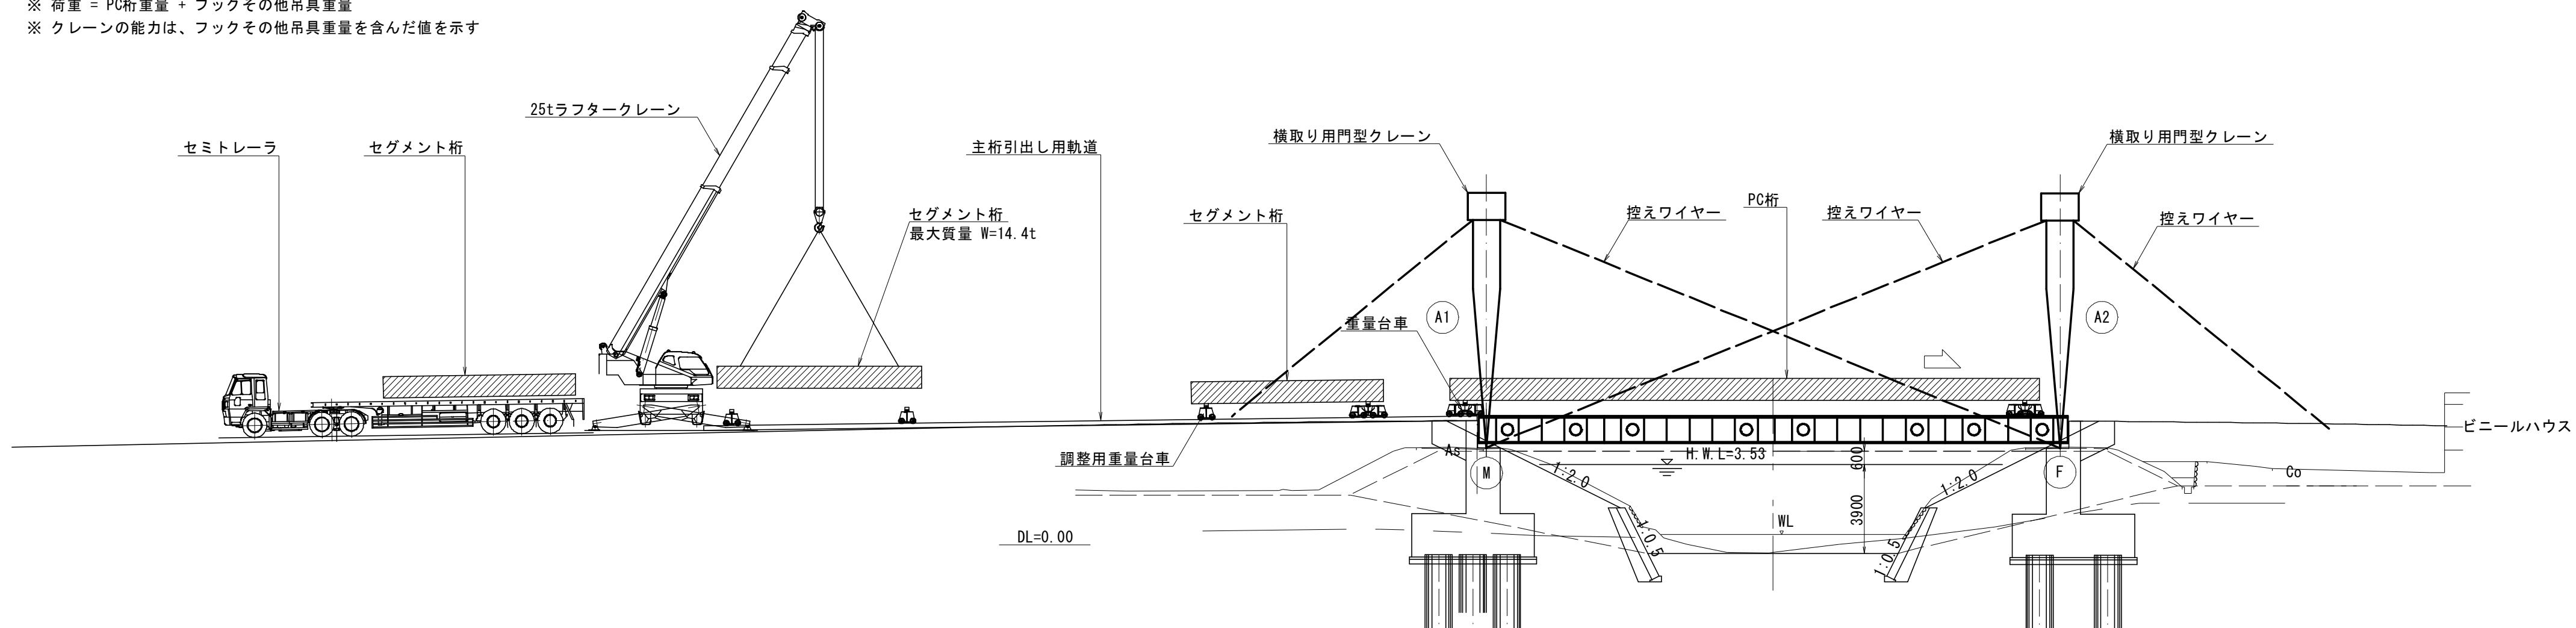 ※ 荷重 = PC桁重量 + フックその他吊具重量
※ クレーンの能力は、フックその他吊具重量を含んだ値を示す
25tラフタークレーン
セミトレーラ
セグメント桁
主桁引出し用軌道
横取り用門型クレーン
横取り用門型クレーン
セグメント桁
最大質量 W=14.4t
セグメント桁
控えワイヤー
PC桁
控えワイヤー
控えワイヤー
重量台車
A1
A2
調整用重量台車
ビニールハウス
As
H.W.L=3.53
600
M
F
1:2.0
1:2.0
Co
3900
WL
1:0.5
1:0.5
DL=0.00